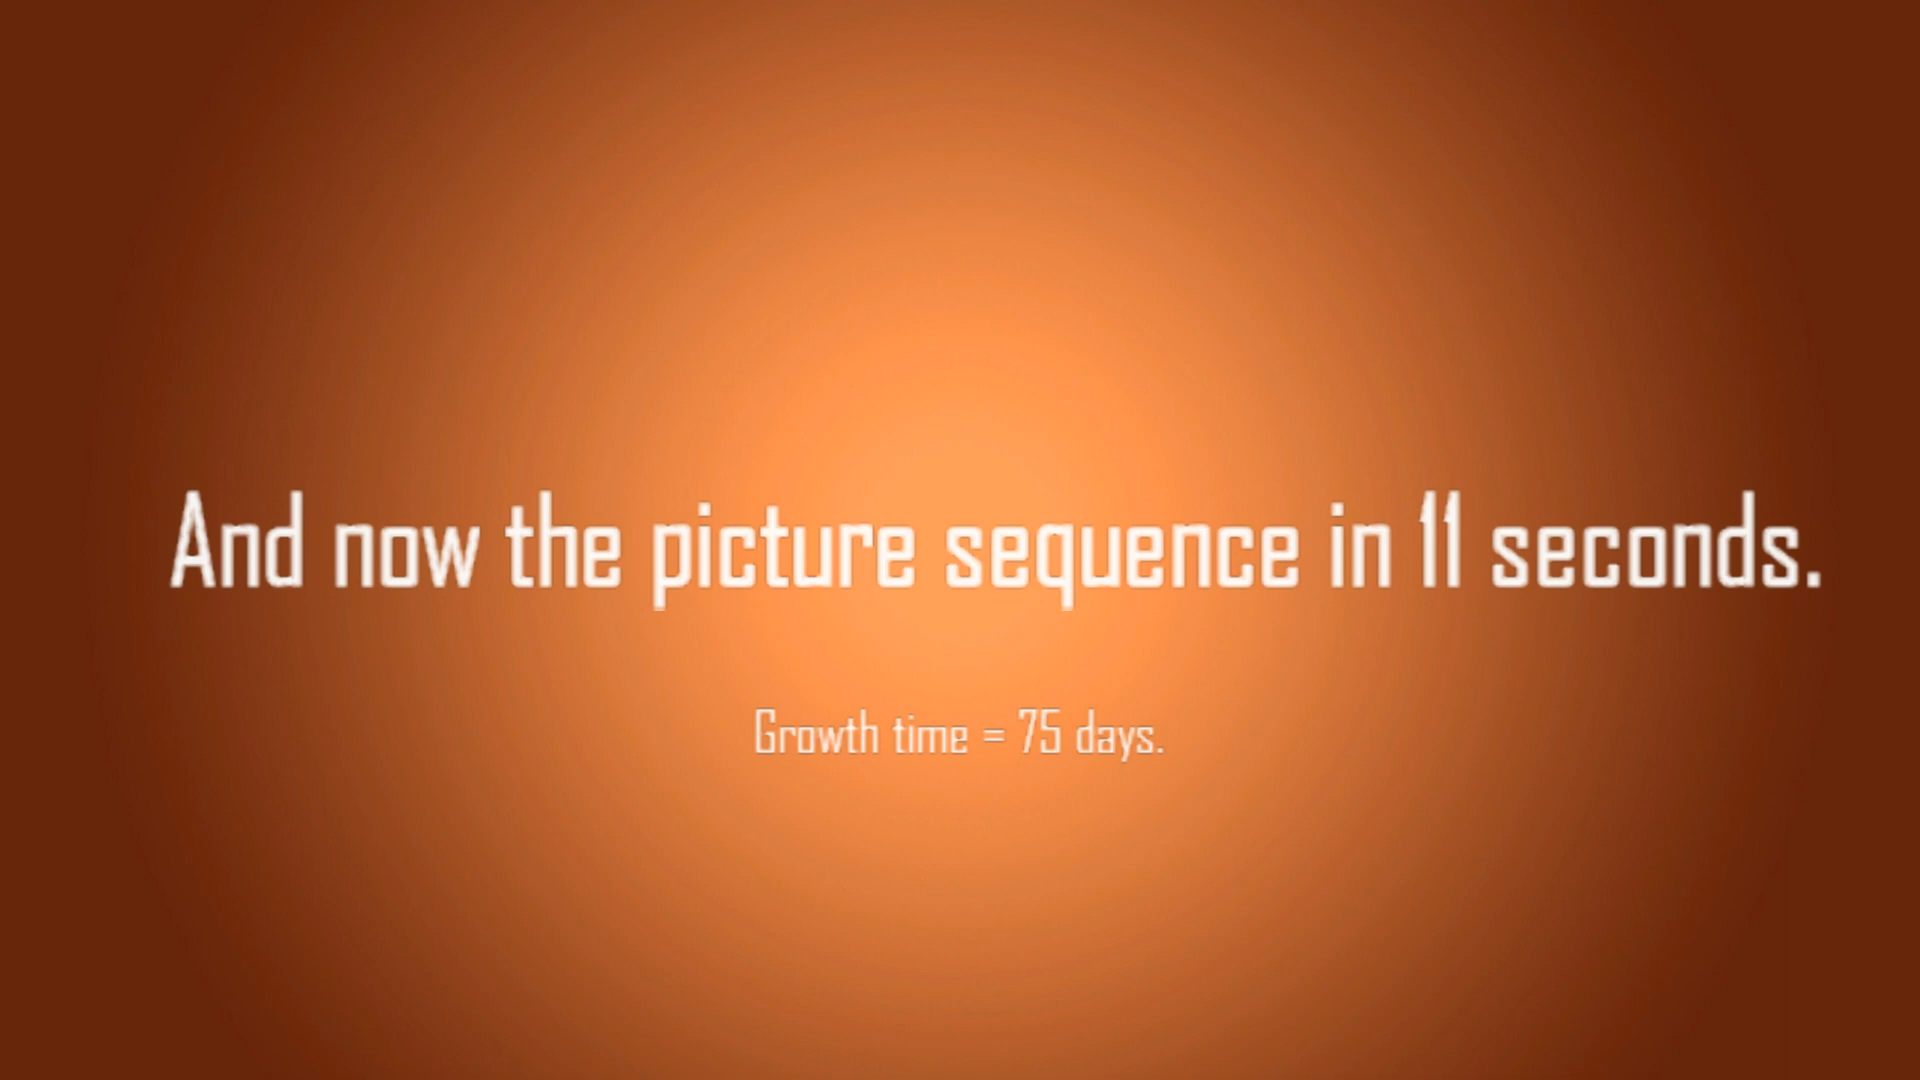 And now the picture sequence in 11 seconds.
Growth time = 75 days.